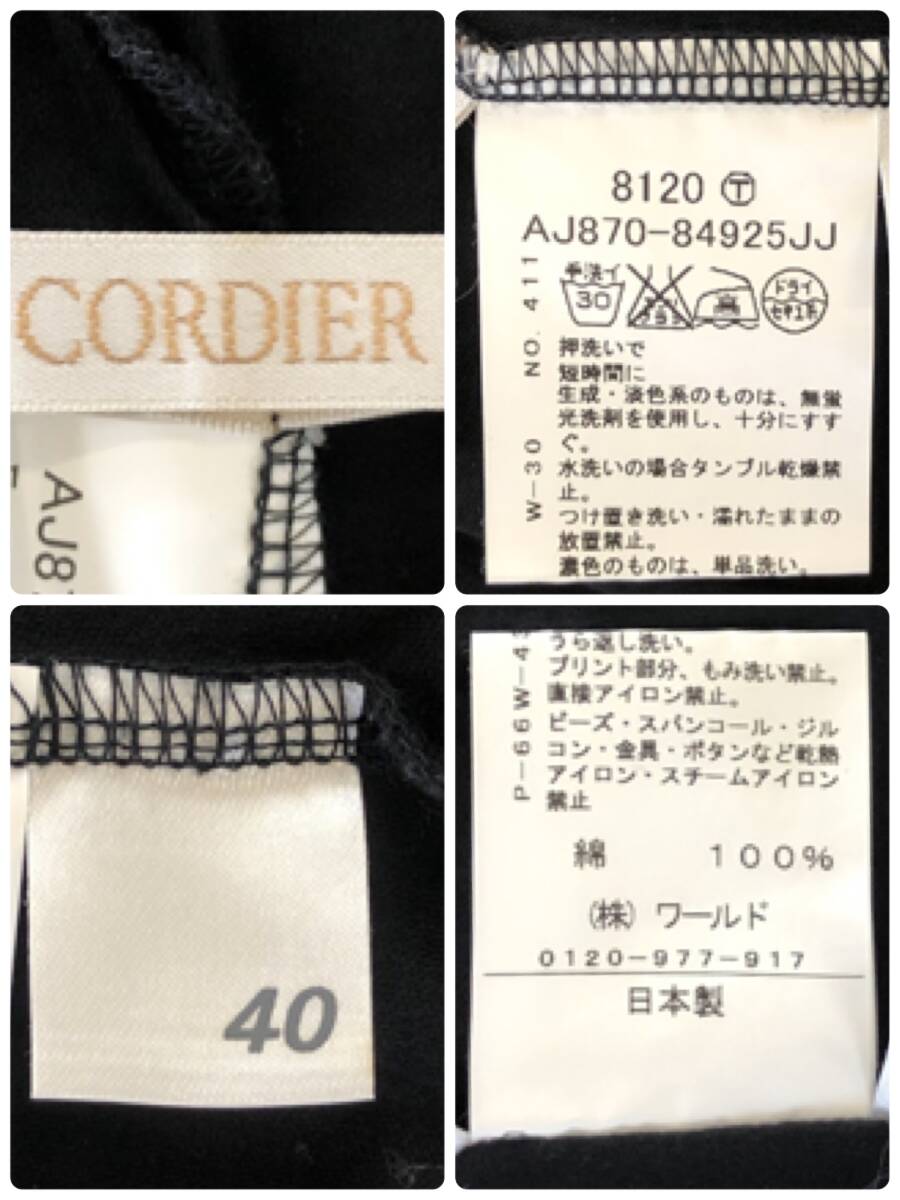 CORDIER
AJ8
8120 Ⓣ
AJ870-84925JJ
手洗イ
30
高
ドライ
セキユ系
NO. 411
W-30
押洗いで
短時間に
生成・淡色系のものは、無蛍
光洗剤を使用し、十分にすす
ぐ。
水洗いの場合タンブル乾燥禁
止。
つけ置き洗い・濡れたままの
放置禁止。
濃色のものは、単品洗い。
40
P-66W-43
うら返し洗い。
プリント部分、もみ洗い禁止。
直接アイロン禁止。
ビーズ・スパンコール・ジル
コン・金具・ボタンなど乾熱
アイロン・スチームアイロン
禁止
綿 100%
(株) ワールド
0120-977-917
日本製